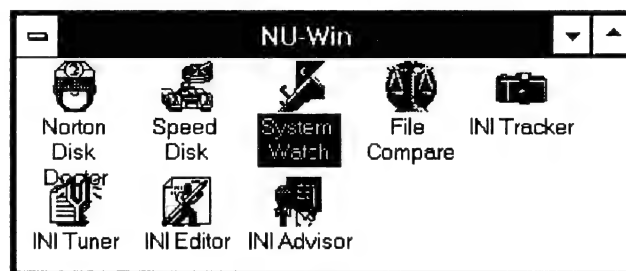 NU-Win
Norton
Disk
Doctor
Speed
Disk
System
Watch
File
Compare
INI Tracker
INI Tuner
INI Editor
INI Advisor